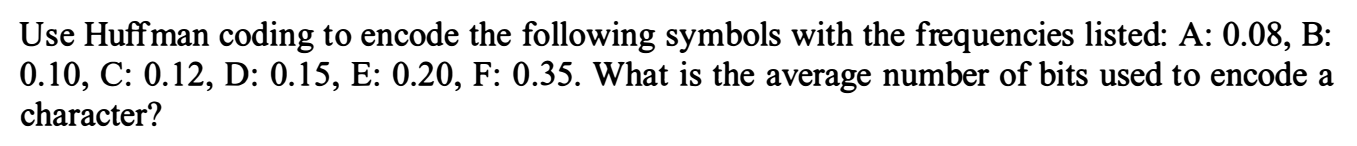 Use Huffman coding to encode the following symbols with the frequencies listed: A: 0.08, B:
0.10, C: 0.12, D: 0.15, E: 0.20, F: 0.35. What is the average number of bits used to encode a
character?